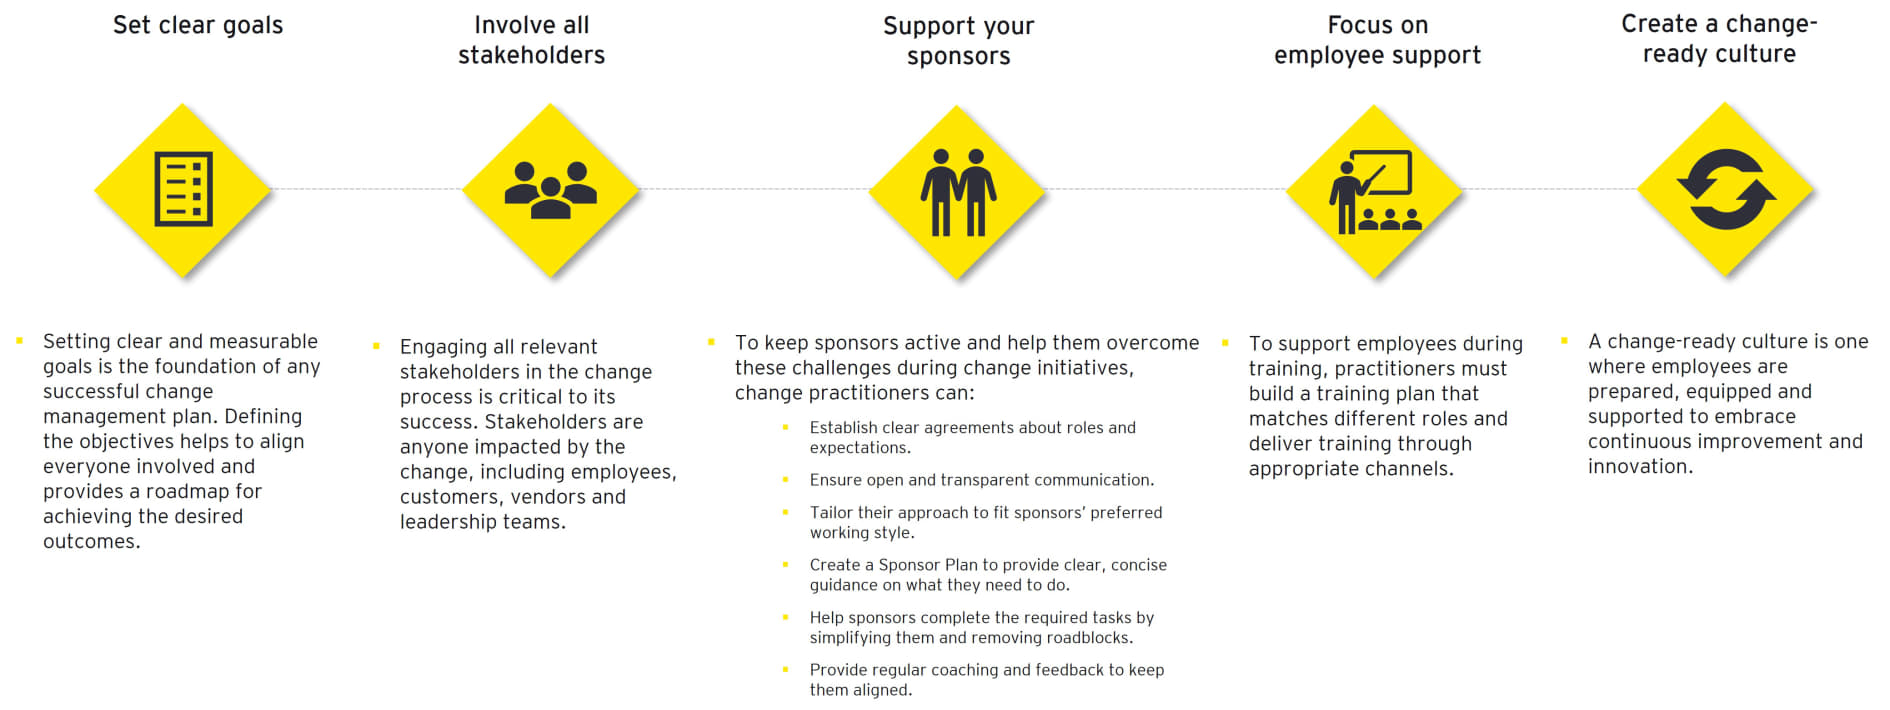 Set clear goals
Involve all
stakeholders
Support your
sponsors
Focus on
employee support
Create a change-
ready culture
Setting clear and measurable
goals is the foundation of any
successful change
management plan. Defining
the objectives helps to align
everyone involved and
provides a roadmap for
achieving the desired
outcomes.
Engaging all relevant
stakeholders in the change
process is critical to its
success. Stakeholders are
anyone impacted by the
change, including employees,
customers, vendors and
leadership teams.
To keep sponsors active and help them overcome
these challenges during change initiatives,
change practitioners can:
Establish clear agreements about roles and
expectations.
Ensure open and transparent communication.
Tailor their approach to fit sponsors’ preferred
working style.
Create a Sponsor Plan to provide clear, concise
guidance on what they need to do.
Help sponsors complete the required tasks by
simplifying them and removing roadblocks.
Provide regular coaching and feedback to keep
them aligned.
To support employees during
training, practitioners must
build a training plan that
matches different roles and
deliver training through
appropriate channels.
A change-ready culture is one
where employees are
prepared, equipped and
supported to embrace
continuous improvement and
innovation.